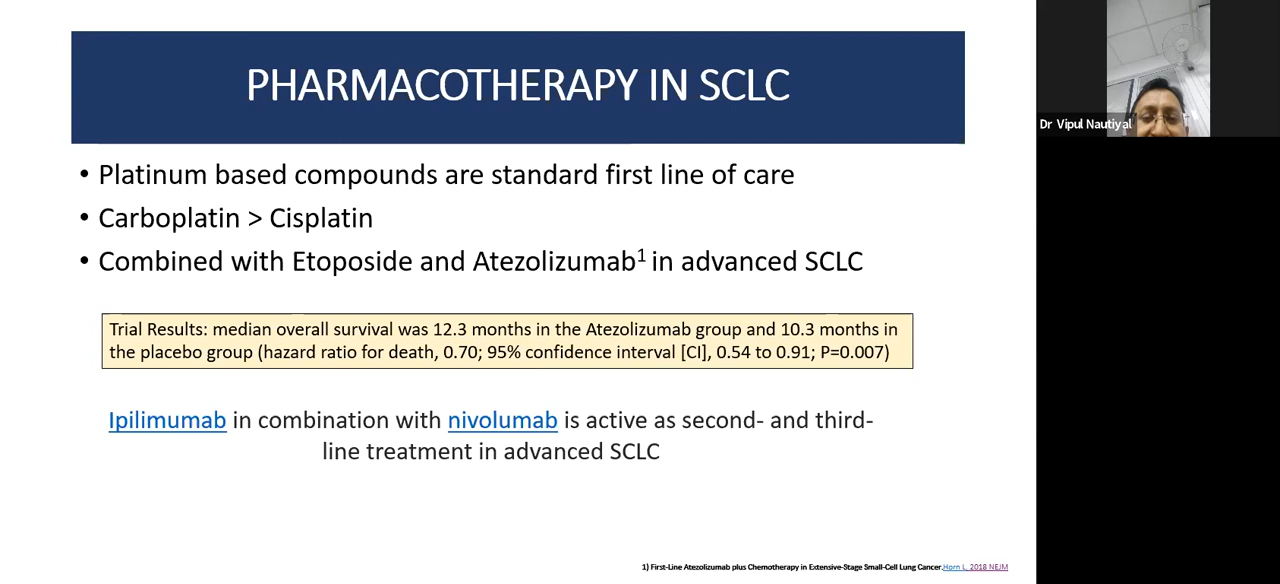 PHARMACOTHERAPY IN SCLC
• Platinum based compounds are standard first line of care
• Carboplatin > Cisplatin
• Combined with Etoposide and Atezolizumab¹ in advanced SCLC
Trial Results: median overall survival was 12.3 months in the Atezolizumab group and 10.3 months in
the placebo group (hazard ratio for death, 0.70; 95% confidence interval [CI], 0.54 to 0.91; P=0.007)
Ipilimumab in combination with nivolumab is active as second- and third-
line treatment in advanced SCLC
1) First-Line Atezolizumab plus Chemotherapy in Extensive-Stage Small-Cell Lung Cancer.Horn L, 2018 NEJM
Dr Vipul Nautiyal